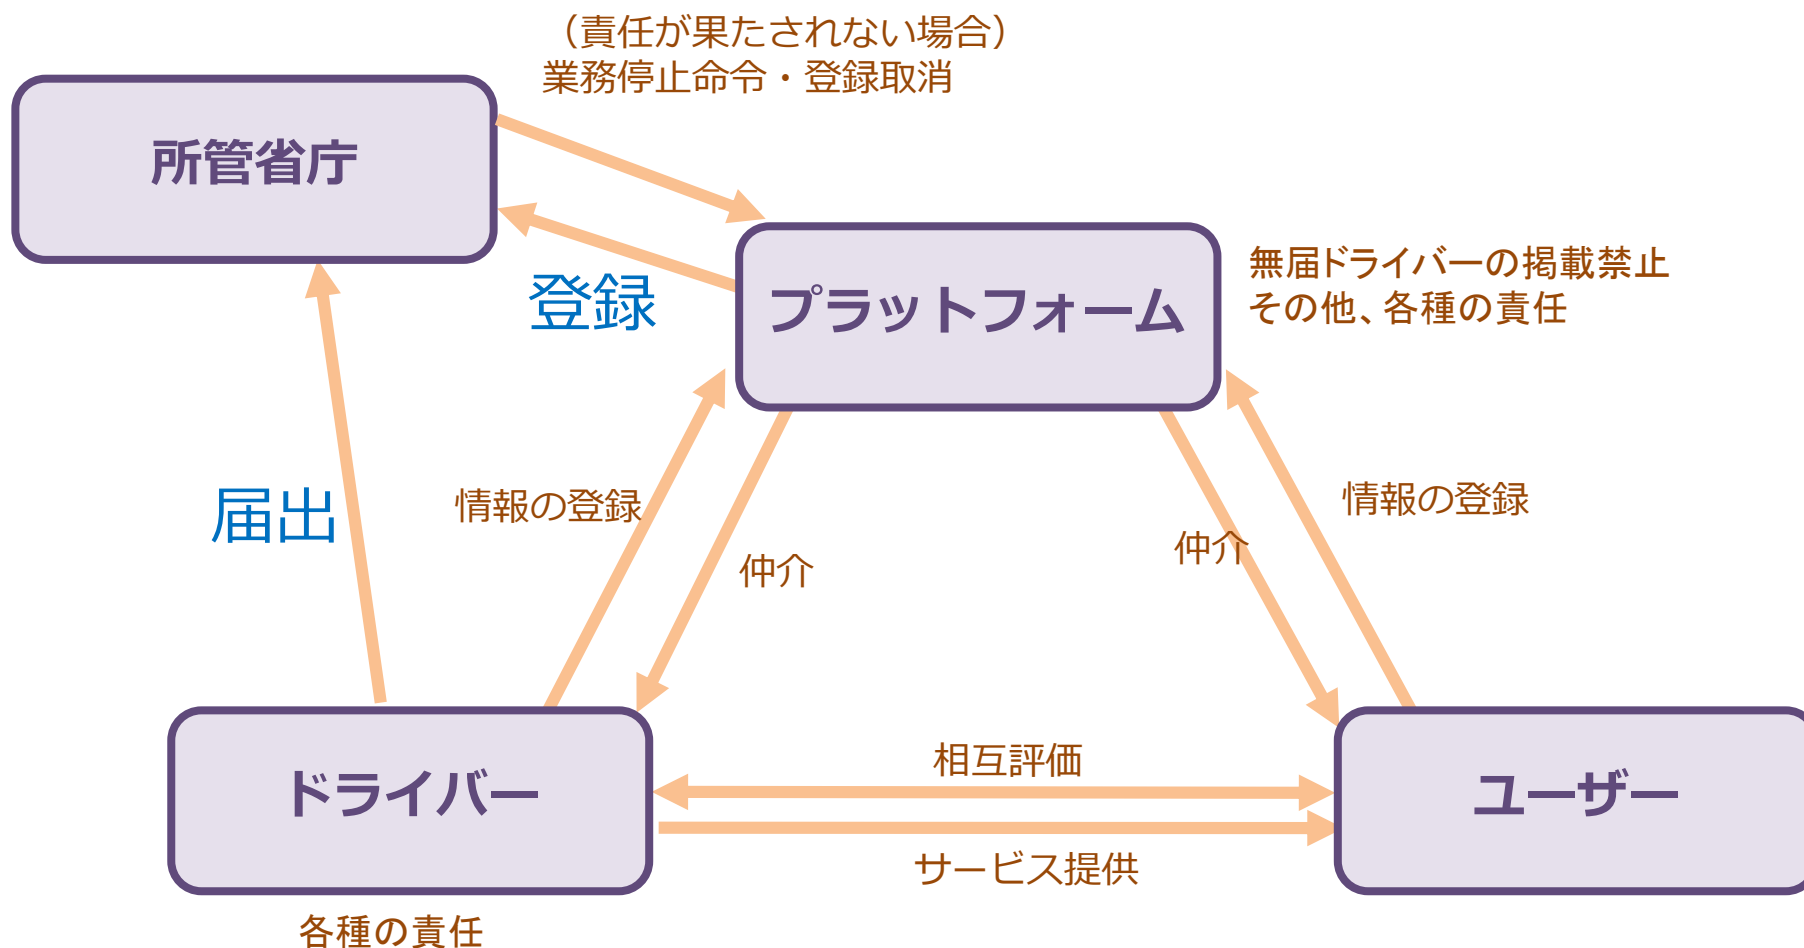 （責任が果たされない場合）
業務停止命令・登録取消
所管省庁
登録
プラットフォーム
無届ドライバーの掲載禁止
その他、各種の責任
届出
情報の登録
仲介
仲介
情報の登録
ドライバー
相互評価
サービス提供
ユーザー
各種の責任